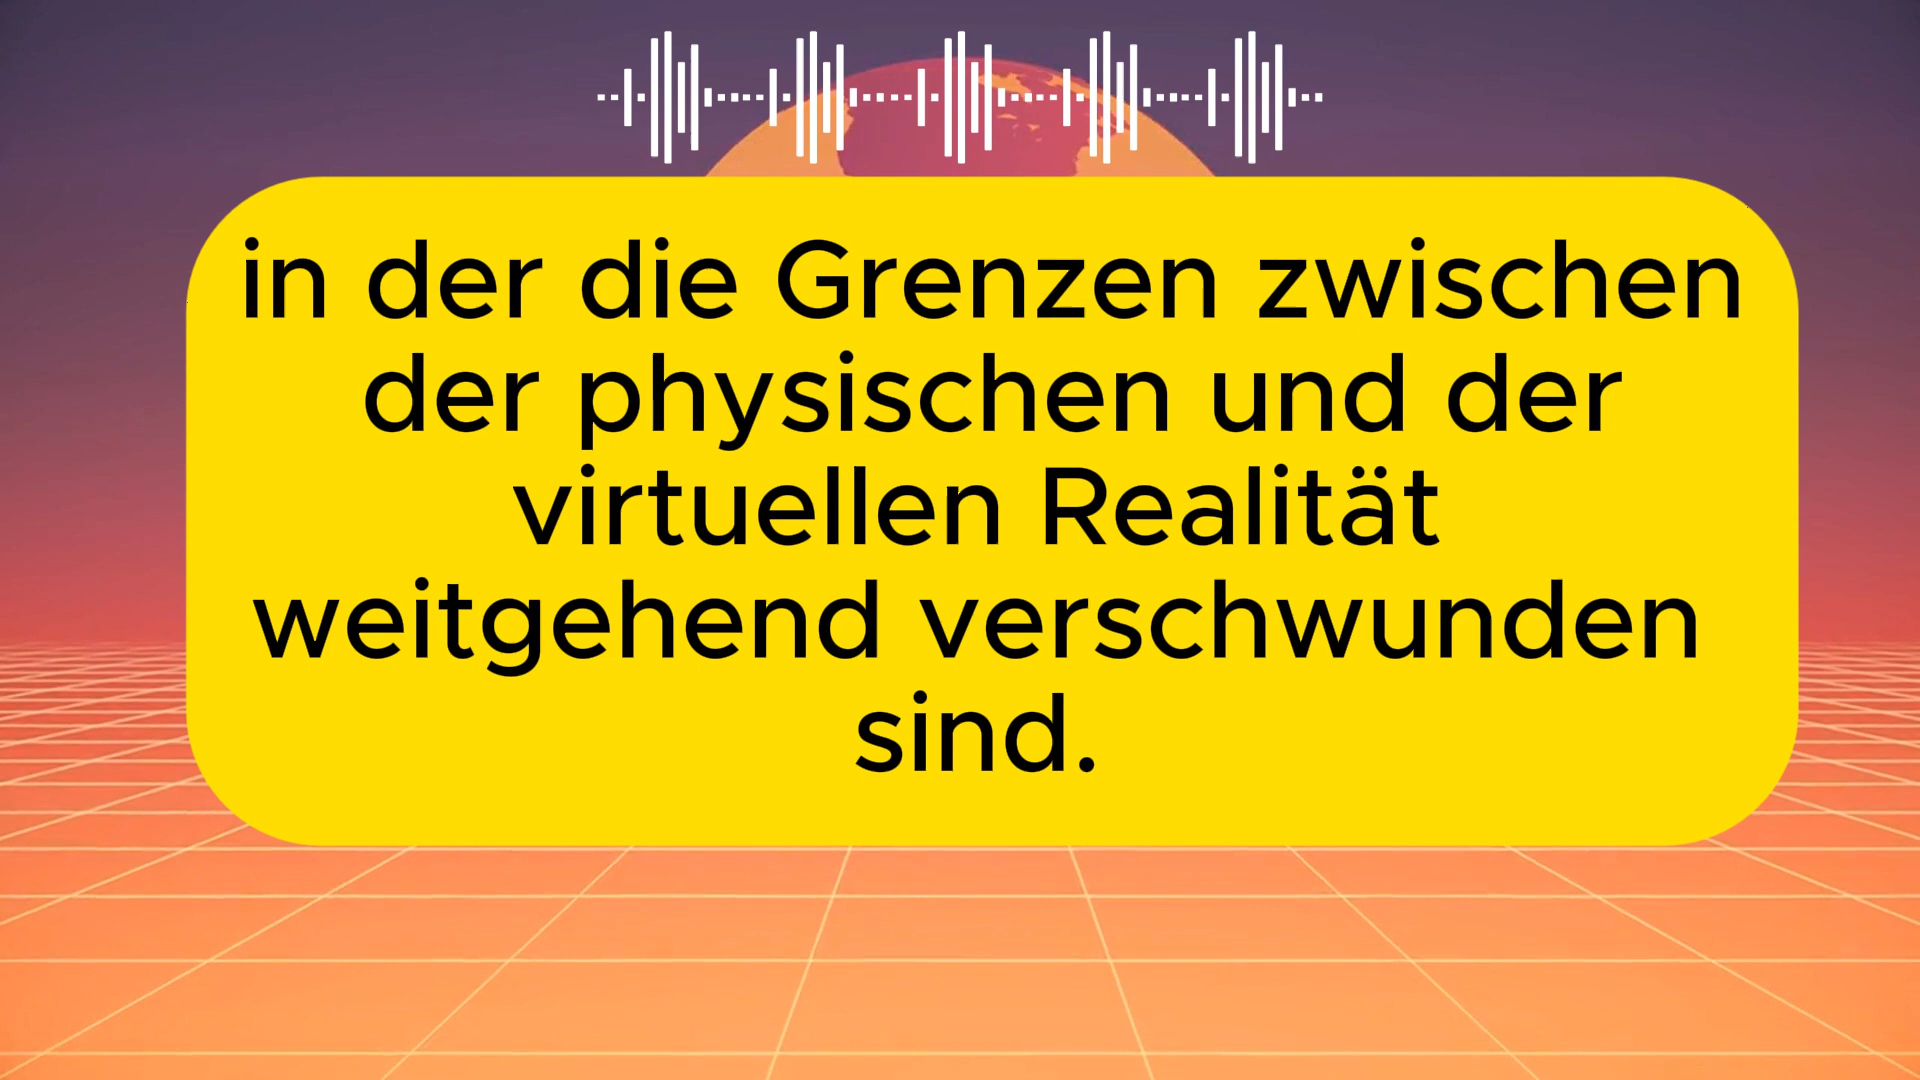 in der die Grenzen zwischen
der physischen und der
virtuellen Realität
weitgehend verschwunden
sind.